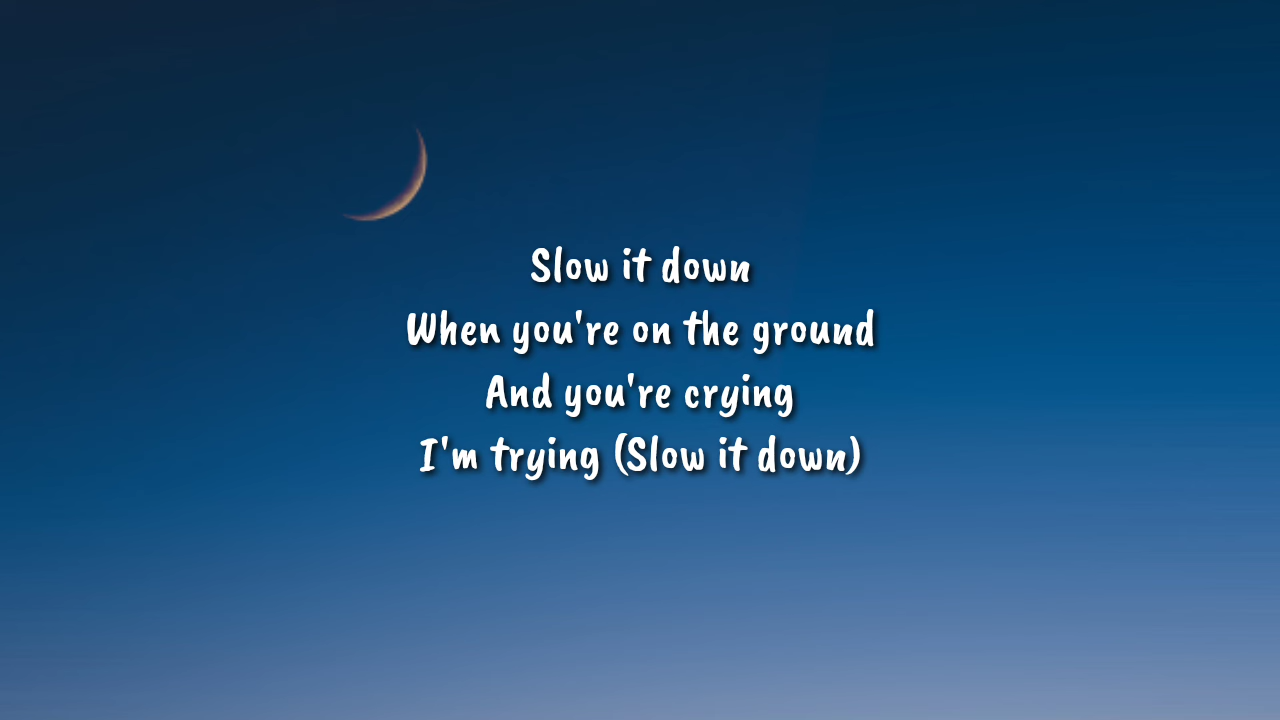 Slow it down
When you're on the ground
And you're crying
I'm trying (Slow it down)